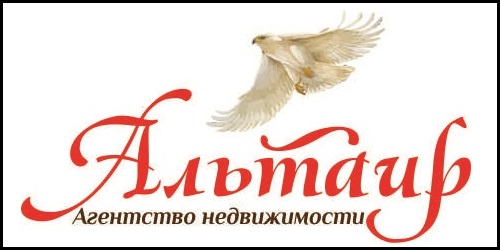 Альтаир
Агентство недвижимости